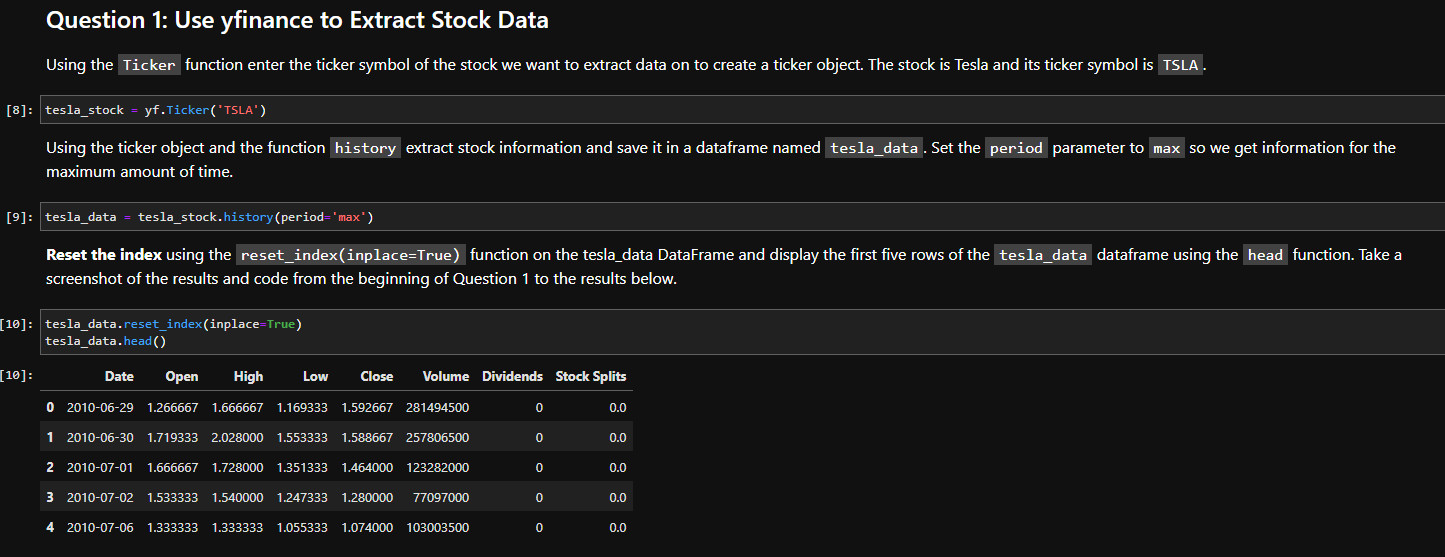 Question 1: Use yfinance to Extract Stock Data
Using the Ticker function enter the ticker symbol of the stock we want to extract data on to create a ticker object. The stock is Tesla and its ticker symbol is TSLA.
[8]: tesla_stock = yf.Ticker('TSLA')
Using the ticker object and the function history extract stock information and save it in a dataframe named tesla_data. Set the period parameter to max so we get information for the
maximum amount of time.
[9]: tesla_data = tesla_stock.history(period='max')
Reset the index using the reset_index(inplace=True) function on the tesla_data DataFrame and display the first five rows of the tesla_data dataframe using the head function. Take a
screenshot of the results and code from the beginning of Question 1 to the results below.
[10]: tesla_data.reset_index(inplace=True)
tesla_data.head()
[10]: Date Open High Low Close Volume Dividends Stock Splits
0 2010-06-29 1.266667 1.666667 1.169333 1.592667 281494500 0 0.0
1 2010-06-30 1.719333 2.028000 1.553333 1.588667 257806500 0 0.0
2 2010-07-01 1.666667 1.728000 1.351333 1.464000 123282000 0 0.0
3 2010-07-02 1.533333 1.540000 1.247333 1.280000 77097000 0 0.0
4 2010-07-06 1.333333 1.333333 1.055333 1.074000 103003500 0 0.0